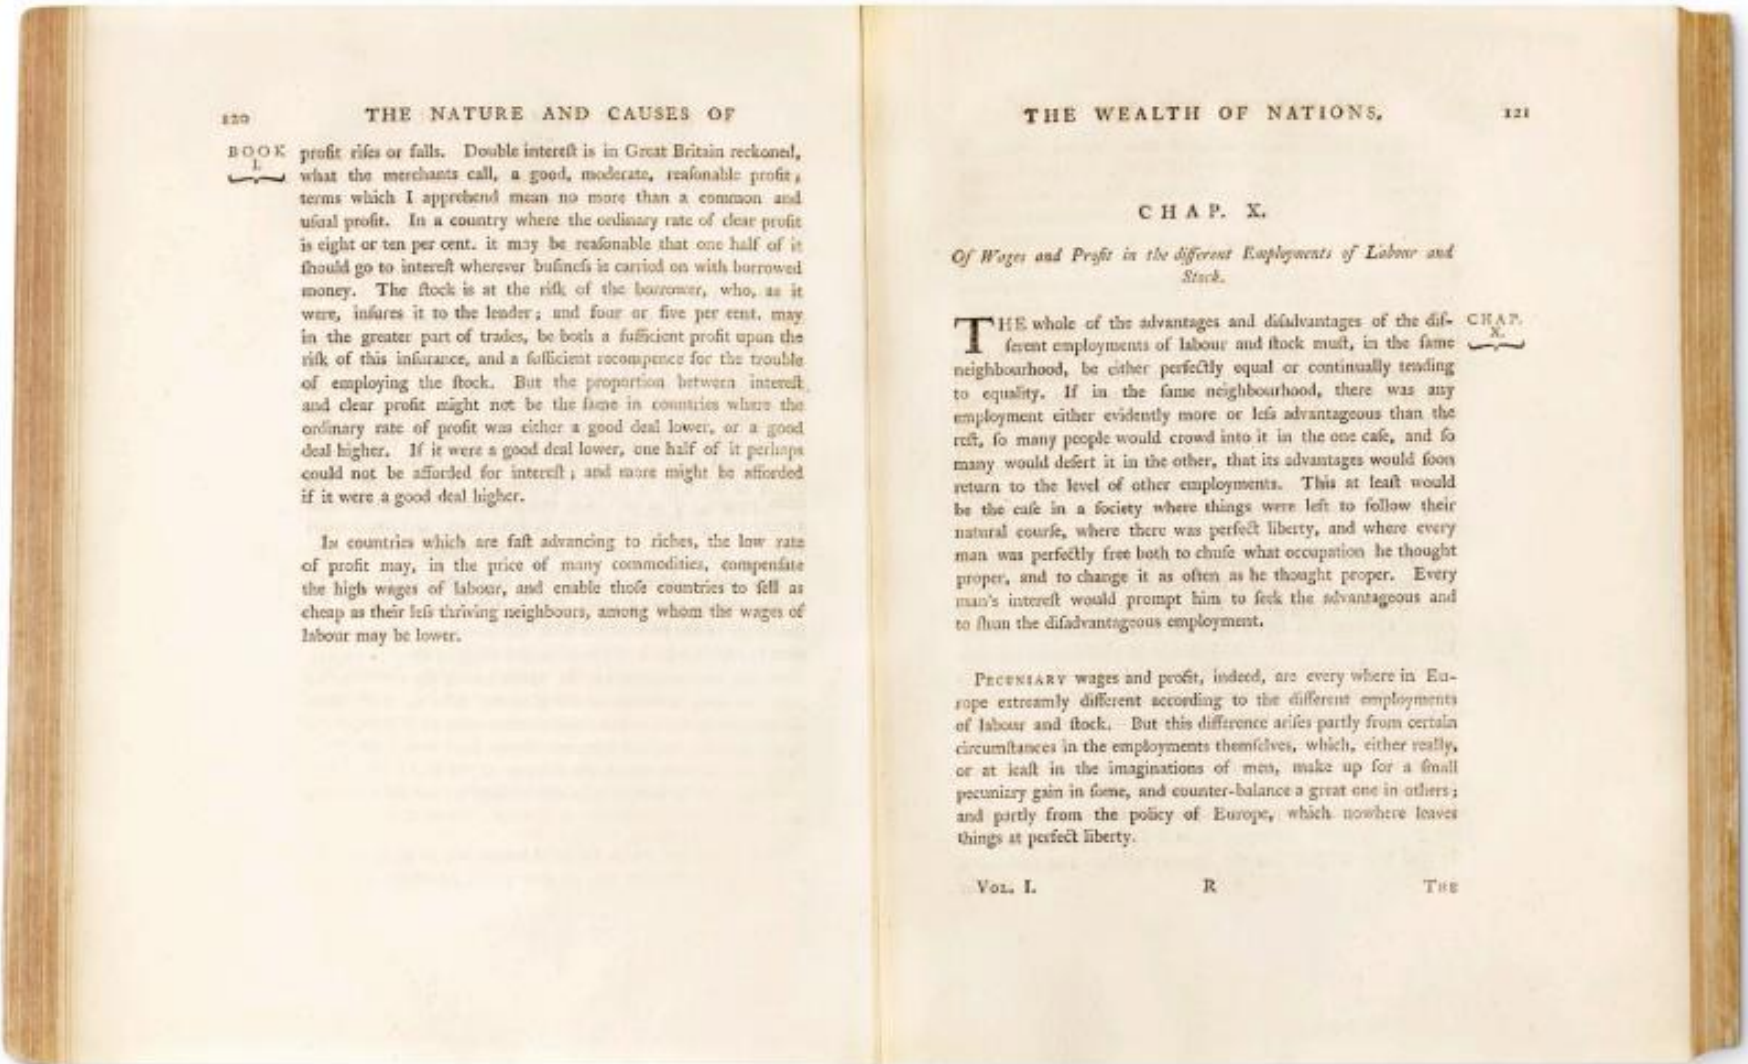 120
THE NATURE AND CAUSES OF
BOOK
I.
profit riſes or falls. Double intereſt is in Great Britain reckoned,
what the merchants call, a good, moderate, reaſonable profit;
terms which I apprehend mean no more than a common and
uſual profit. In a country where the ordinary rate of clear profit
is eight or ten per cent. it may be reaſonable that one half of it
ſhould go to intereſt wherever buſineſs is carried on with borrowed
money. The ſtock is at the riſk of the borrower, who, as it
were, inſures it to the lender; and four or five per cent. may
in the greater part of trades, be both a ſufficient profit upon the
riſk of this inſurance, and a ſufficient recompence for the trouble
of employing the ſtock. But the proportion between intereſt
and clear profit might not be the ſame in countries where the
ordinary rate of profit was either a good deal lower, or a good
deal higher. If it were a good deal lower, one half of it perhaps
could not be afforded for intereſt; and more might be afforded
if it were a good deal higher.
In countries which are faſt advancing to riches, the low rate
of profit may, in the price of many commodities, compenſate
the high wages of labour, and enable thoſe countries to ſell as
cheap as their leſs thriving neighbours, among whom the wages of
labour may be lower.
THE WEALTH OF NATIONS.
121
CHAP. X.
Of Wages and Profit in the different Employments of Labour and
Stock.
THE whole of the advantages and diſadvantages of the dif-
ferent employments of labour and ſtock muſt, in the ſame
CHAP.
X.
neighbourhood, be either perfectly equal or continually tending
to equality. If in the ſame neighbourhood, there was any
employment either evidently more or leſs advantageous than the
reſt, ſo many people would crowd into it in the one caſe, and ſo
many would deſert it in the other, that its advantages would ſoon
return to the level of other employments. This at leaſt would
be the caſe in a ſociety where things were left to follow their
natural courſe, where there was perfect liberty, and where every
man was perfectly free both to chuſe what occupation he thought
proper, and to change it as often as he thought proper. Every
man's intereſt would prompt him to ſeek the advantageous and
to ſhun the diſadvantageous employment.
PECUNIARY wages and profit, indeed, are every where in Eu-
rope extreamly different according to the different employments
of labour and ſtock. But this difference ariſes partly from certain
circumſtances in the employments themſelves, which, either really,
or at leaſt in the imaginations of men, make up for a ſmall
pecuniary gain in ſome, and counter-balance a great one in others;
and partly from the policy of Europe, which nowhere leaves
things at perfect liberty.
VOL. I.
R
THE